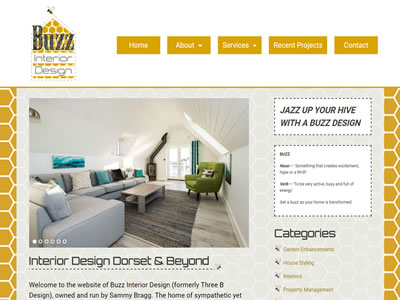 Buzz
Interior
Design
Home
About
Services
Recent Projects
Contact
JAZZ UP YOUR HIVE
WITH A BUZZ DESIGN
BUZZ
Noun—'Something that creates excitement,
hype or a thrill!'
Verb—'To be very active, busy and full of
energy'
Get a buzz as your home is transformed.
Categories
Garden Enhancements
House Styling
Interiors
Property Management
Interior Design Dorset & Beyond
Welcome to the website of Buzz Interior Design (formerly Three B
Design), owned and run by Sammy Bragg. The home of sympathetic yet